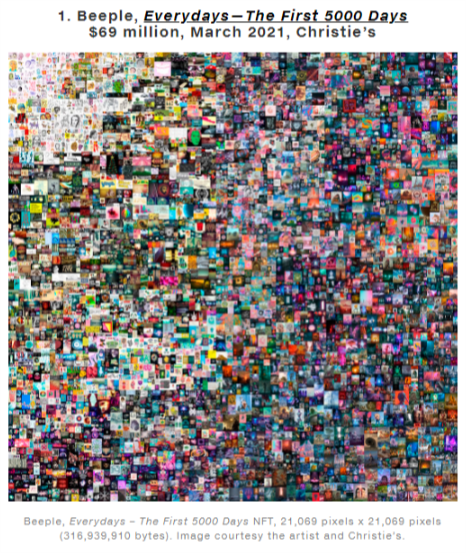 1. Beeple, Everydays—The First 5000 Days
$69 million, March 2021, Christie's
Beeple, Everydays – The First 5000 Days NFT, 21,069 pixels x 21,069 pixels
(316,939,910 bytes). Image courtesy the artist and Christie's.